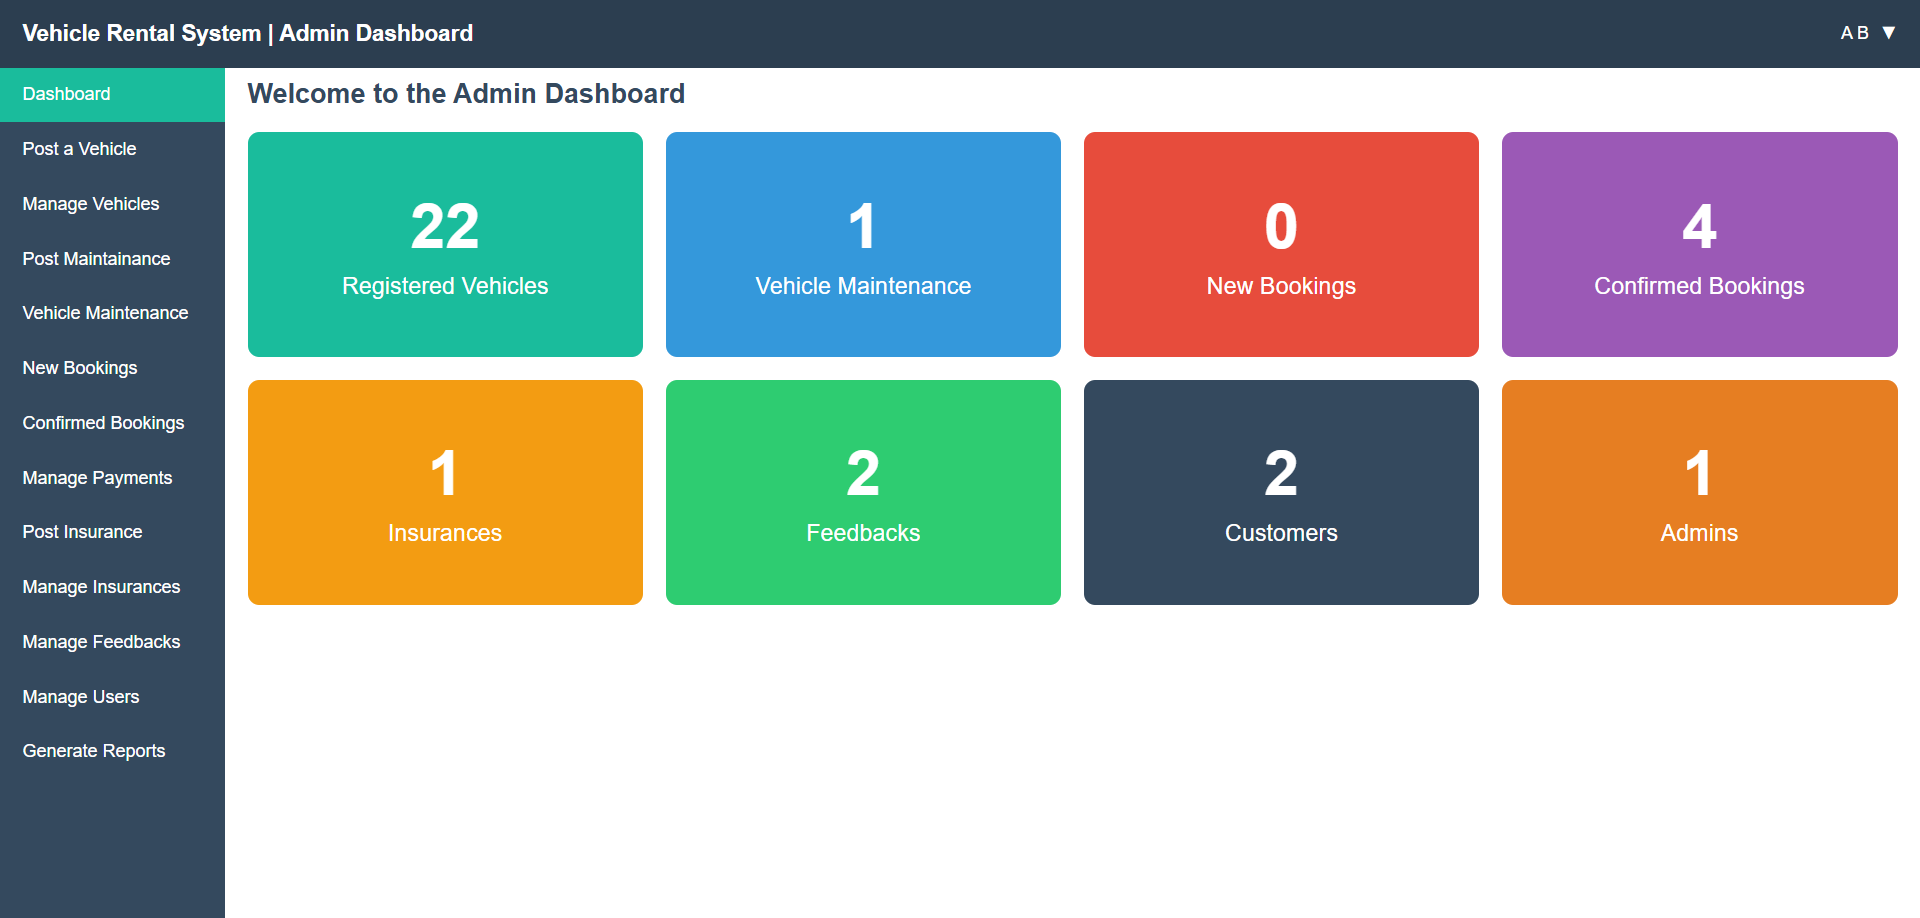 Vehicle Rental System | Admin Dashboard
A B ▼
Dashboard
Post a Vehicle
Manage Vehicles
Post Maintainance
Vehicle Maintenance
New Bookings
Confirmed Bookings
Manage Payments
Post Insurance
Manage Insurances
Manage Feedbacks
Manage Users
Generate Reports
Welcome to the Admin Dashboard
22
Registered Vehicles
1
Vehicle Maintenance
0
New Bookings
4
Confirmed Bookings
1
Insurances
2
Feedbacks
2
Customers
1
Admins